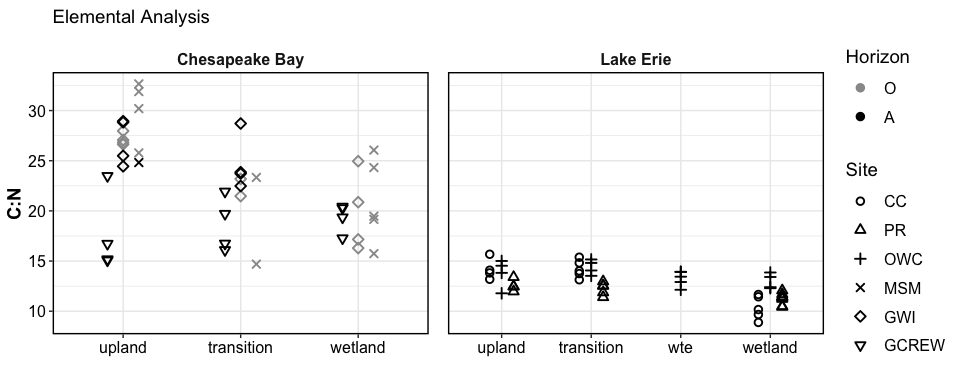 Elemental Analysis
Chesapeake Bay
Lake Erie
C:N
30
25
20
15
10
upland
transition
wetland
upland
transition
wte
wetland
Horizon
O
A
Site
CC
PR
OWC
MSM
GWI
GCREW